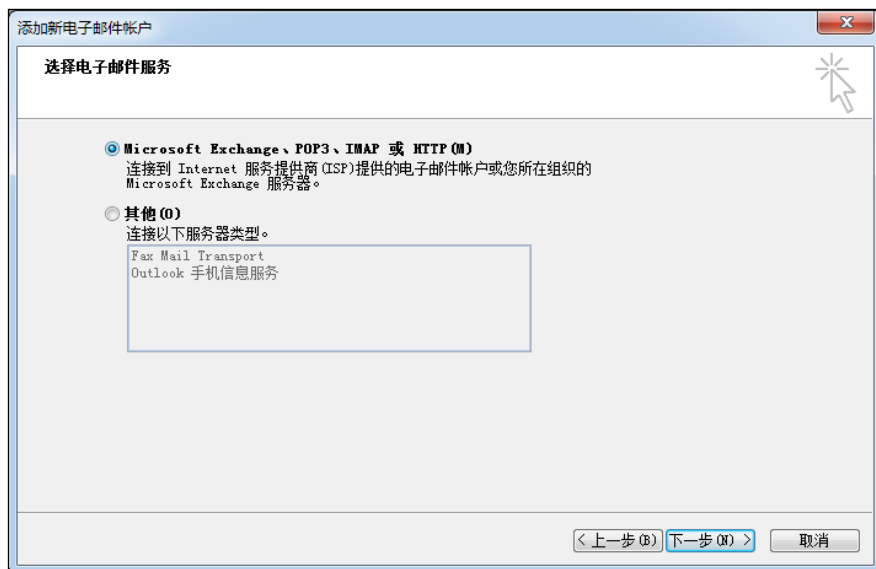 添加新电子邮件帐户
选择电子邮件服务
Microsoft Exchange、POP3、IMAP 或 HTTP(M)
连接到 Internet 服务提供商(ISP)提供的电子邮件帐户或您所在组织的
Microsoft Exchange 服务器。
其他(O)
连接以下服务器类型。
Fax Mail Transport
Outlook 手机信息服务
< 上一步(B) 下一步(N) > 取消